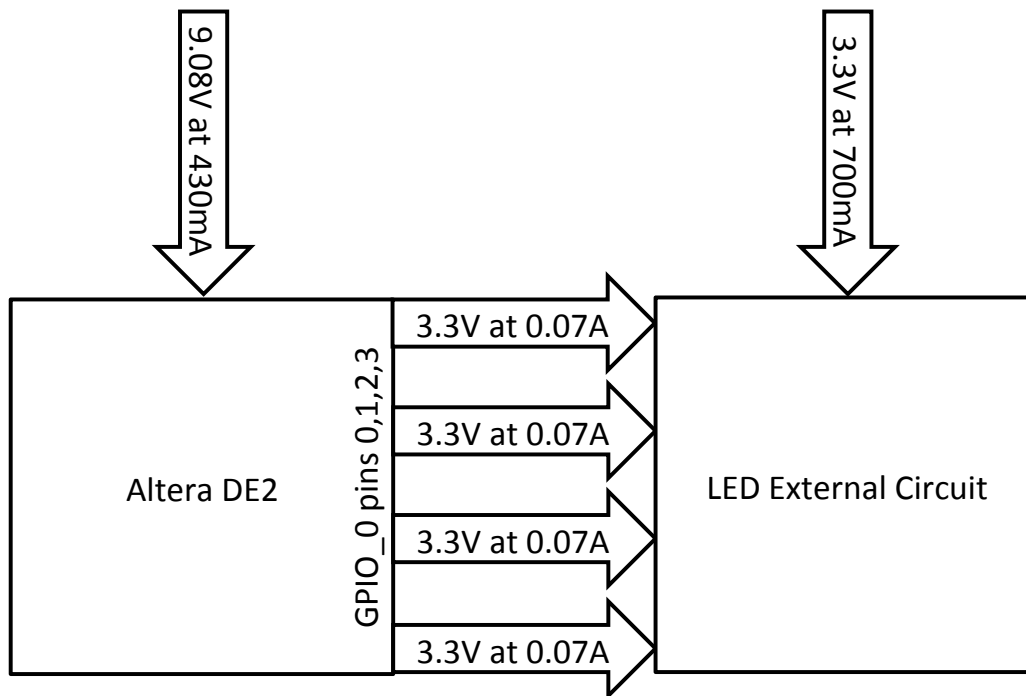 9.08V at 430mA
3.3V at 700mA
Altera DE2
GPIO_0 pins 0,1,2,3
3.3V at 0.07A
3.3V at 0.07A
3.3V at 0.07A
3.3V at 0.07A
LED External Circuit